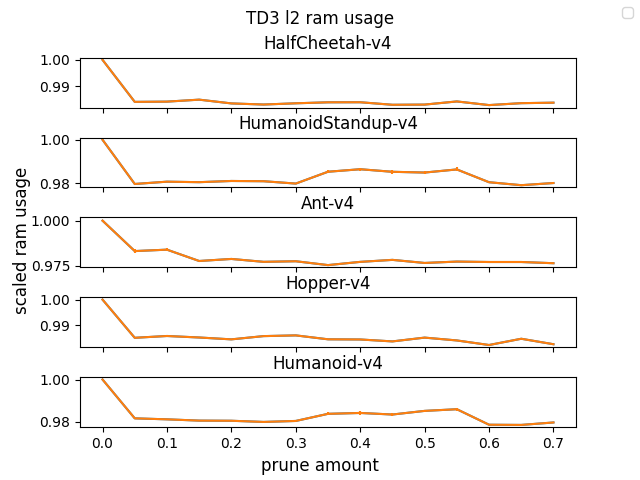 TD3 l2 ram usage
HalfCheetah-v4
1.00
0.99
HumanoidStandup-v4
1.00
0.98
Ant-v4
1.000
0.975
Hopper-v4
1.00
0.99
Humanoid-v4
1.00
0.98
0.0 0.1 0.2 0.3 0.4 0.5 0.6 0.7
prune amount
scaled ram usage